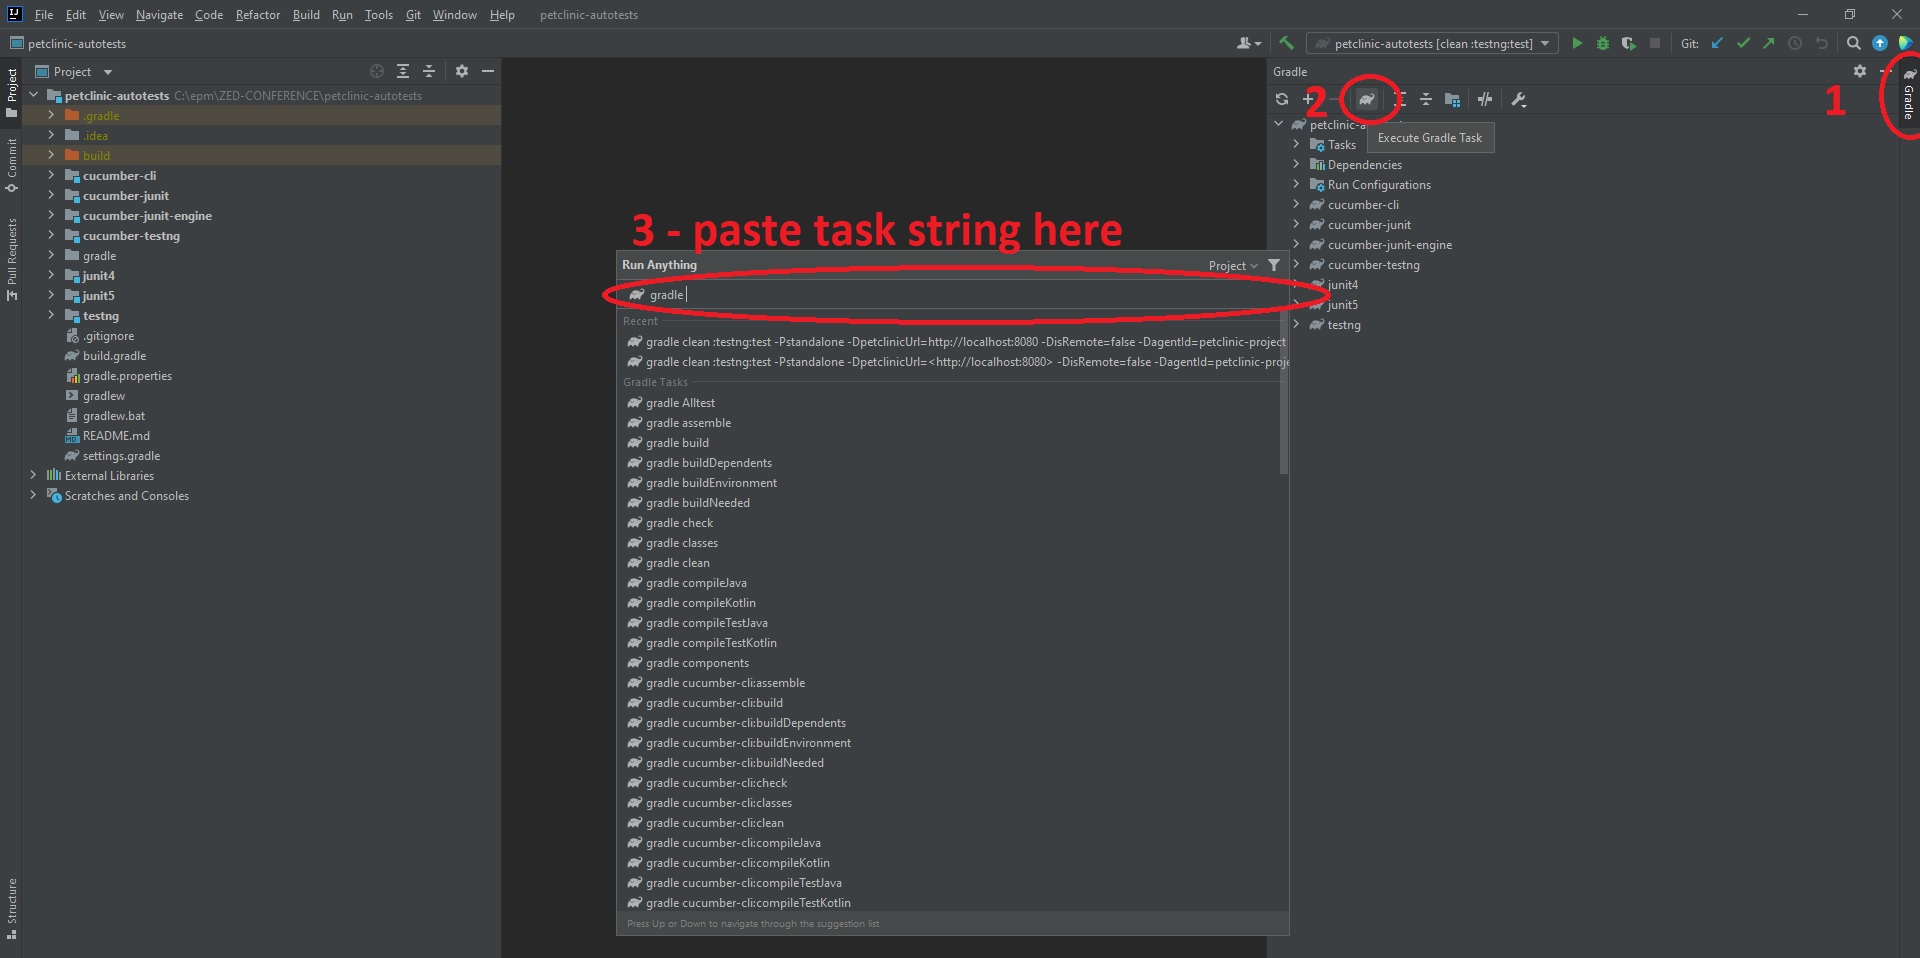 File Edit View Navigate Code Refactor Build Run Tools Git Window Help petclinic-autotests
petclinic-autotests
petclinic-autotests [clean :testng:test]
Git:
Project
Project
Commit
Pull Requests
Structure
petclinic-autotests C:\epm\ZED-CONFERENCE\petclinic-autotests
.gradle
.idea
build
cucumber-cli
cucumber-junit
cucumber-junit-engine
cucumber-testng
gradle
junit4
junit5
testng
.gitignore
build.gradle
gradle.properties
gradlew
gradlew.bat
README.md
settings.gradle
External Libraries
Scratches and Consoles
3 - paste task string here
Run Anything
Project
gradle
Recent
gradle clean :testng:test -Pstandalone -DpetclinicUrl=http://localhost:8080 -DisRemote=false -DagentId=petclinic-project
gradle clean :testng:test -Pstandalone -DpetclinicUrl=<http://localhost:8080> -DisRemote=false -DagentId=petclinic-proje
Gradle Tasks
gradle Alltest
gradle assemble
gradle build
gradle buildDependents
gradle buildEnvironment
gradle buildNeeded
gradle check
gradle classes
gradle clean
gradle compileJava
gradle compileKotlin
gradle compileTestJava
gradle compileTestKotlin
gradle components
gradle cucumber-cli:assemble
gradle cucumber-cli:build
gradle cucumber-cli:buildDependents
gradle cucumber-cli:buildEnvironment
gradle cucumber-cli:buildNeeded
gradle cucumber-cli:check
gradle cucumber-cli:classes
gradle cucumber-cli:clean
gradle cucumber-cli:compileJava
gradle cucumber-cli:compileKotlin
gradle cucumber-cli:compileTestJava
gradle cucumber-cli:compileTestKotlin
Press Up or Down to navigate through the suggestion list
Gradle
2
1
Gradle
petclinic-a
Execute Gradle Task
Tasks
Dependencies
Run Configurations
cucumber-cli
cucumber-junit
cucumber-junit-engine
cucumber-testng
junit4
junit5
testng